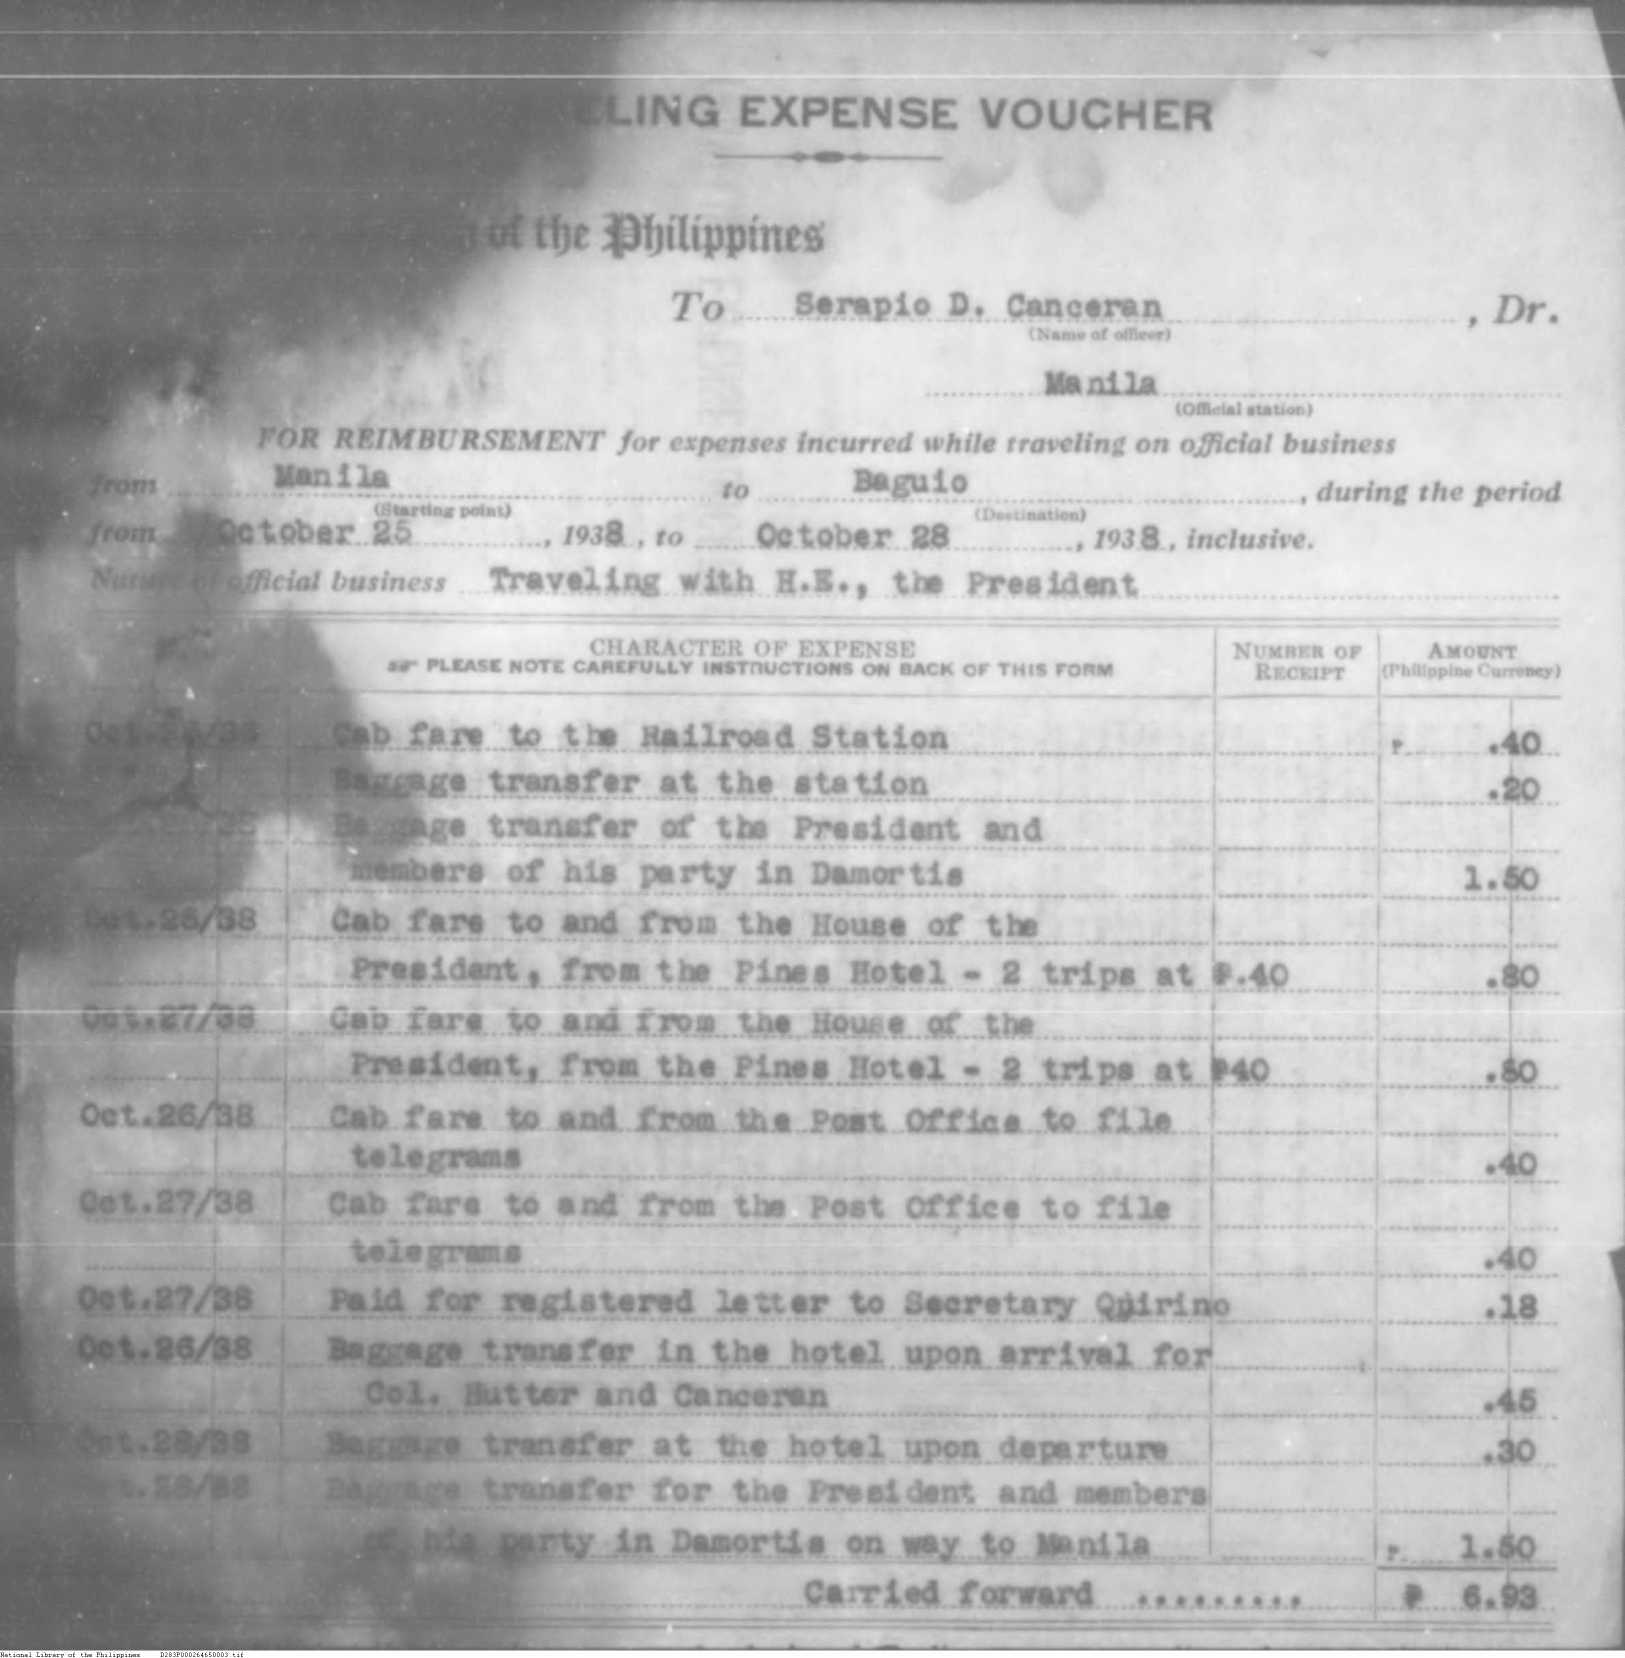 LING EXPENSE VOUCHER
of the Philippines
To Serapio D. Canceran , Dr.
(Name of officer)
Manila
(Official station)
FOR REIMBURSEMENT for expenses incurred while traveling on official business
from Manila to Baguio , during the period
(Starting point) (Destination)
from October 25 , 1938 , to October 28 , 1938 , inclusive.
Nature of official business Traveling with H.E., the President
CHARACTER OF EXPENSE NUMBER OF RECEIPT AMOUNT
PLEASE NOTE CAREFULLY INSTRUCTIONS ON BACK OF THIS FORM (Philippine Currency)
Cab fare to the Railroad Station ₱ .40
Baggage transfer at the station .20
Baggage transfer of the President and
members of his party in Damortis 1.50
Oct.26/38 Cab fare to and from the House of the
President, from the Pines Hotel - 2 trips at ₱.40 .80
Oct.27/38 Cab fare to and from the House of the
President, from the Pines Hotel - 2 trips at ₱40 .80
Oct.26/38 Cab fare to and from the Post Office to file
telegrams .40
Oct.27/38 Cab fare to and from the Post Office to file
telegrams .40
Oct.27/38 Paid for registered letter to Secretary Quirino .18
Oct.26/38 Baggage transfer in the hotel upon arrival for
Col. Hutter and Canceran .45
Oct.28/38 Baggage transfer at the hotel upon departure .30
Baggage transfer for the President and members
of his party in Damortis on way to Manila ₱ 1.50
Carried forward ......... ₱ 6.93
National Library of the Philippines D283P000264650003.tif